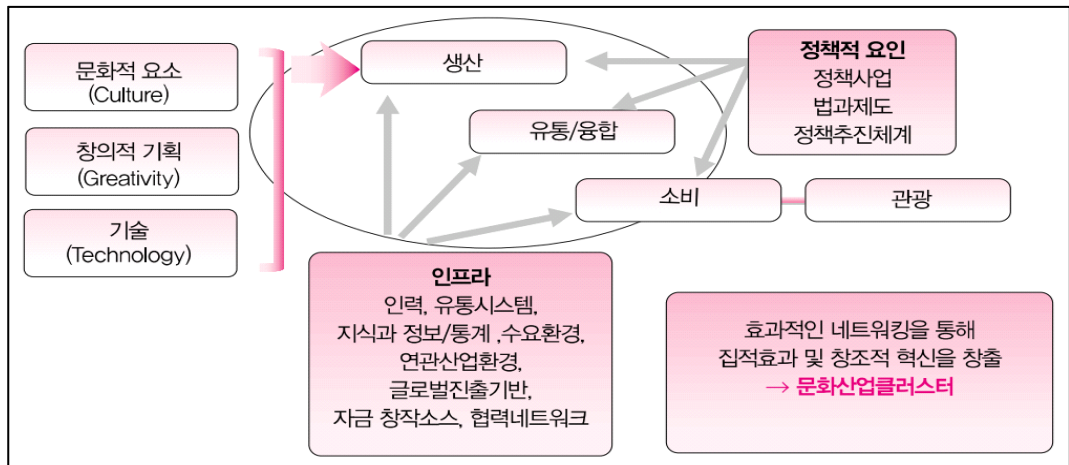 문화적 요소
(Culture)
창의적 기획
(Greativity)
기술
(Technology)
생산
유통/융합
소비
관광
정책적 요인
정책사업
법과제도
정책추진체계
인프라
인력, 유통시스템,
지식과 정보/통계 ,수요환경,
연관산업환경,
글로벌진출기반,
자금 창작소스, 협력네트워크
효과적인 네트워킹을 통해
집적효과 및 창조적 혁신을 창출
→ 문화산업클러스터